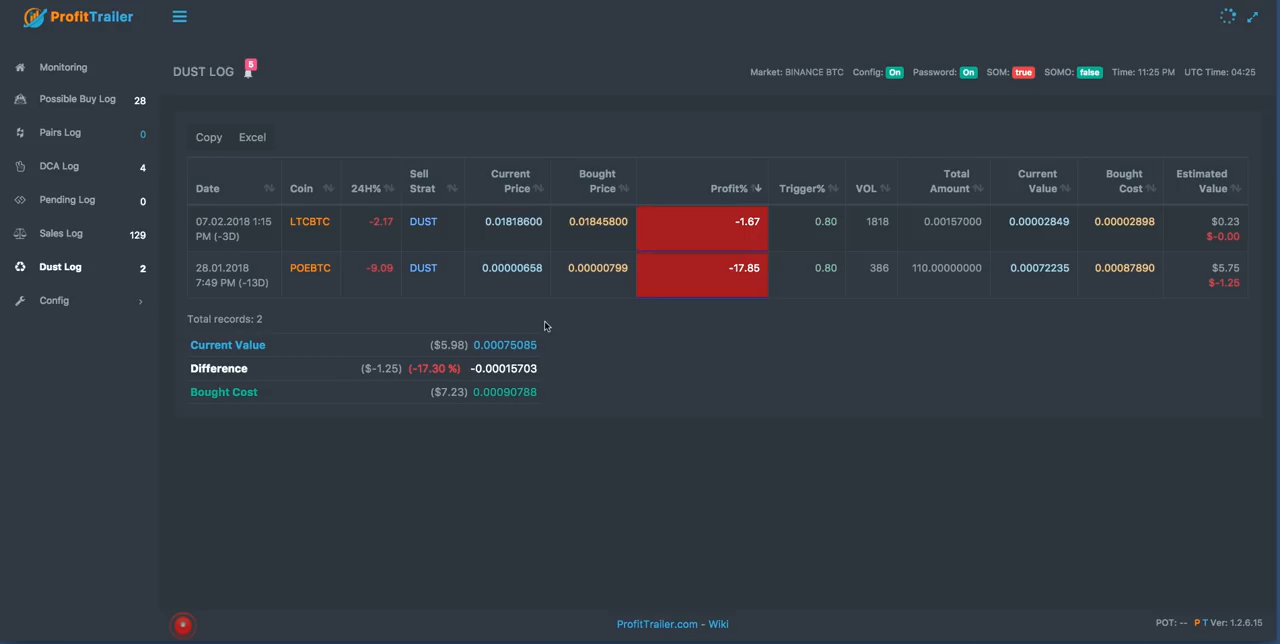 ProfitTrailer
Monitoring
Possible Buy Log 28
Pairs Log 0
DCA Log 4
Pending Log 0
Sales Log 129
Dust Log 2
Config
DUST LOG 5
Market: BINANCE BTC Config: On Password: On SOM: true SOMO: false Time: 11:25 PM UTC Time: 04:25
Copy Excel
Date Coin 24H% Sell Strat Current Price Bought Price Profit% Trigger% VOL Total Amount Current Value Bought Cost Estimated Value
07.02.2018 1:15 PM (-3D) LTCBTC -2.17 DUST 0.01818600 0.01845800 -1.67 0.80 1818 0.00157000 0.00002849 0.00002898 $0.23 $-0.00
28.01.2018 7:49 PM (-13D) POEBTC -9.09 DUST 0.00000658 0.00000799 -17.85 0.80 386 110.00000000 0.00072235 0.00087890 $5.75 $-1.25
Total records: 2
Current Value ($5.98) 0.00075085
Difference ($-1.25) (-17.30 %) -0.00015703
Bought Cost ($7.23) 0.00090788
ProfitTrailer.com - Wiki
POT: -- P T Ver: 1.2.6.15